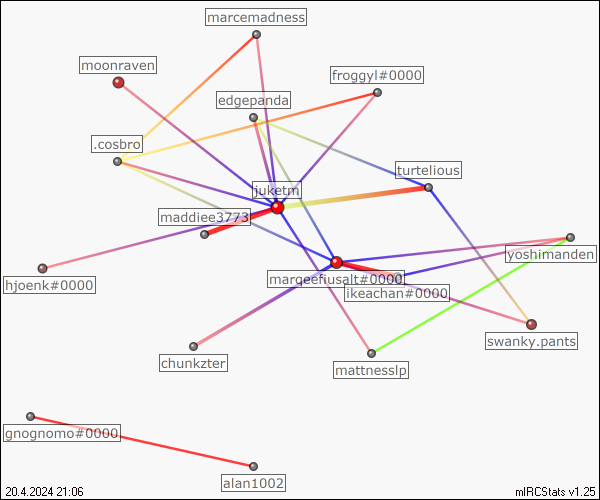 marcemadness
moonraven
froggyl#0000
edgepanda
.cosbro
turtelious
juketm
maddiee3773
yoshimanden
margeefiusalt#0000
hjoenk#0000
ikeachan#0000
swanky.pants
chunkzter
mattnesslp
gnognomo#0000
alan1002
20.4.2024 21:06
mIRCStats v1.25